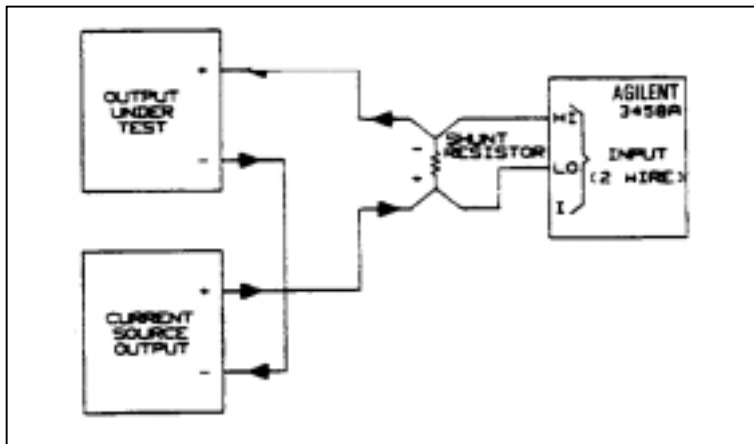 +
OUTPUT
UNDER
TEST
-
+
CURRENT
SOURCE
OUTPUT
-
-
SHUNT
RESISTOR
+
AGILENT
3458A
HI
INPUT
LO
(2 WIRE)
I